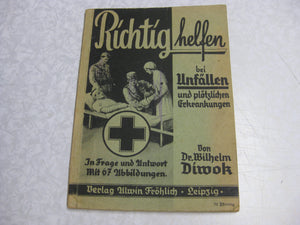 Richtig helfen
bei
Unfällen
und plötzlichen
Erkrankungen
In Frage und Antwort
Mit 67 Abbildungen.
Von
Dr. Wilhelm
Diwok
Verlag Alwin Fröhlich - Leipzig -